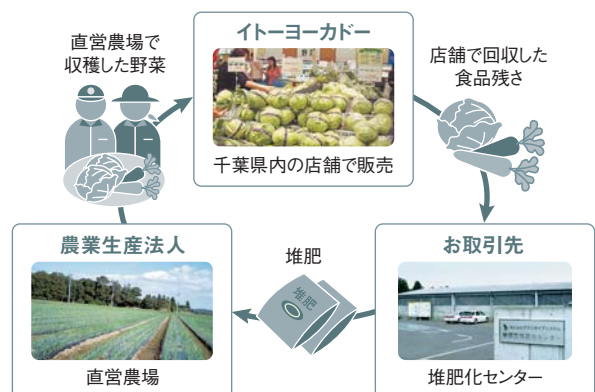 イトーヨーカドー
千葉県内の店舗で販売
店舗で回収した
食品残さ
お取引先
堆肥化センター
堆肥
堆肥
農業生産法人
直営農場
直営農場で
収穫した野菜